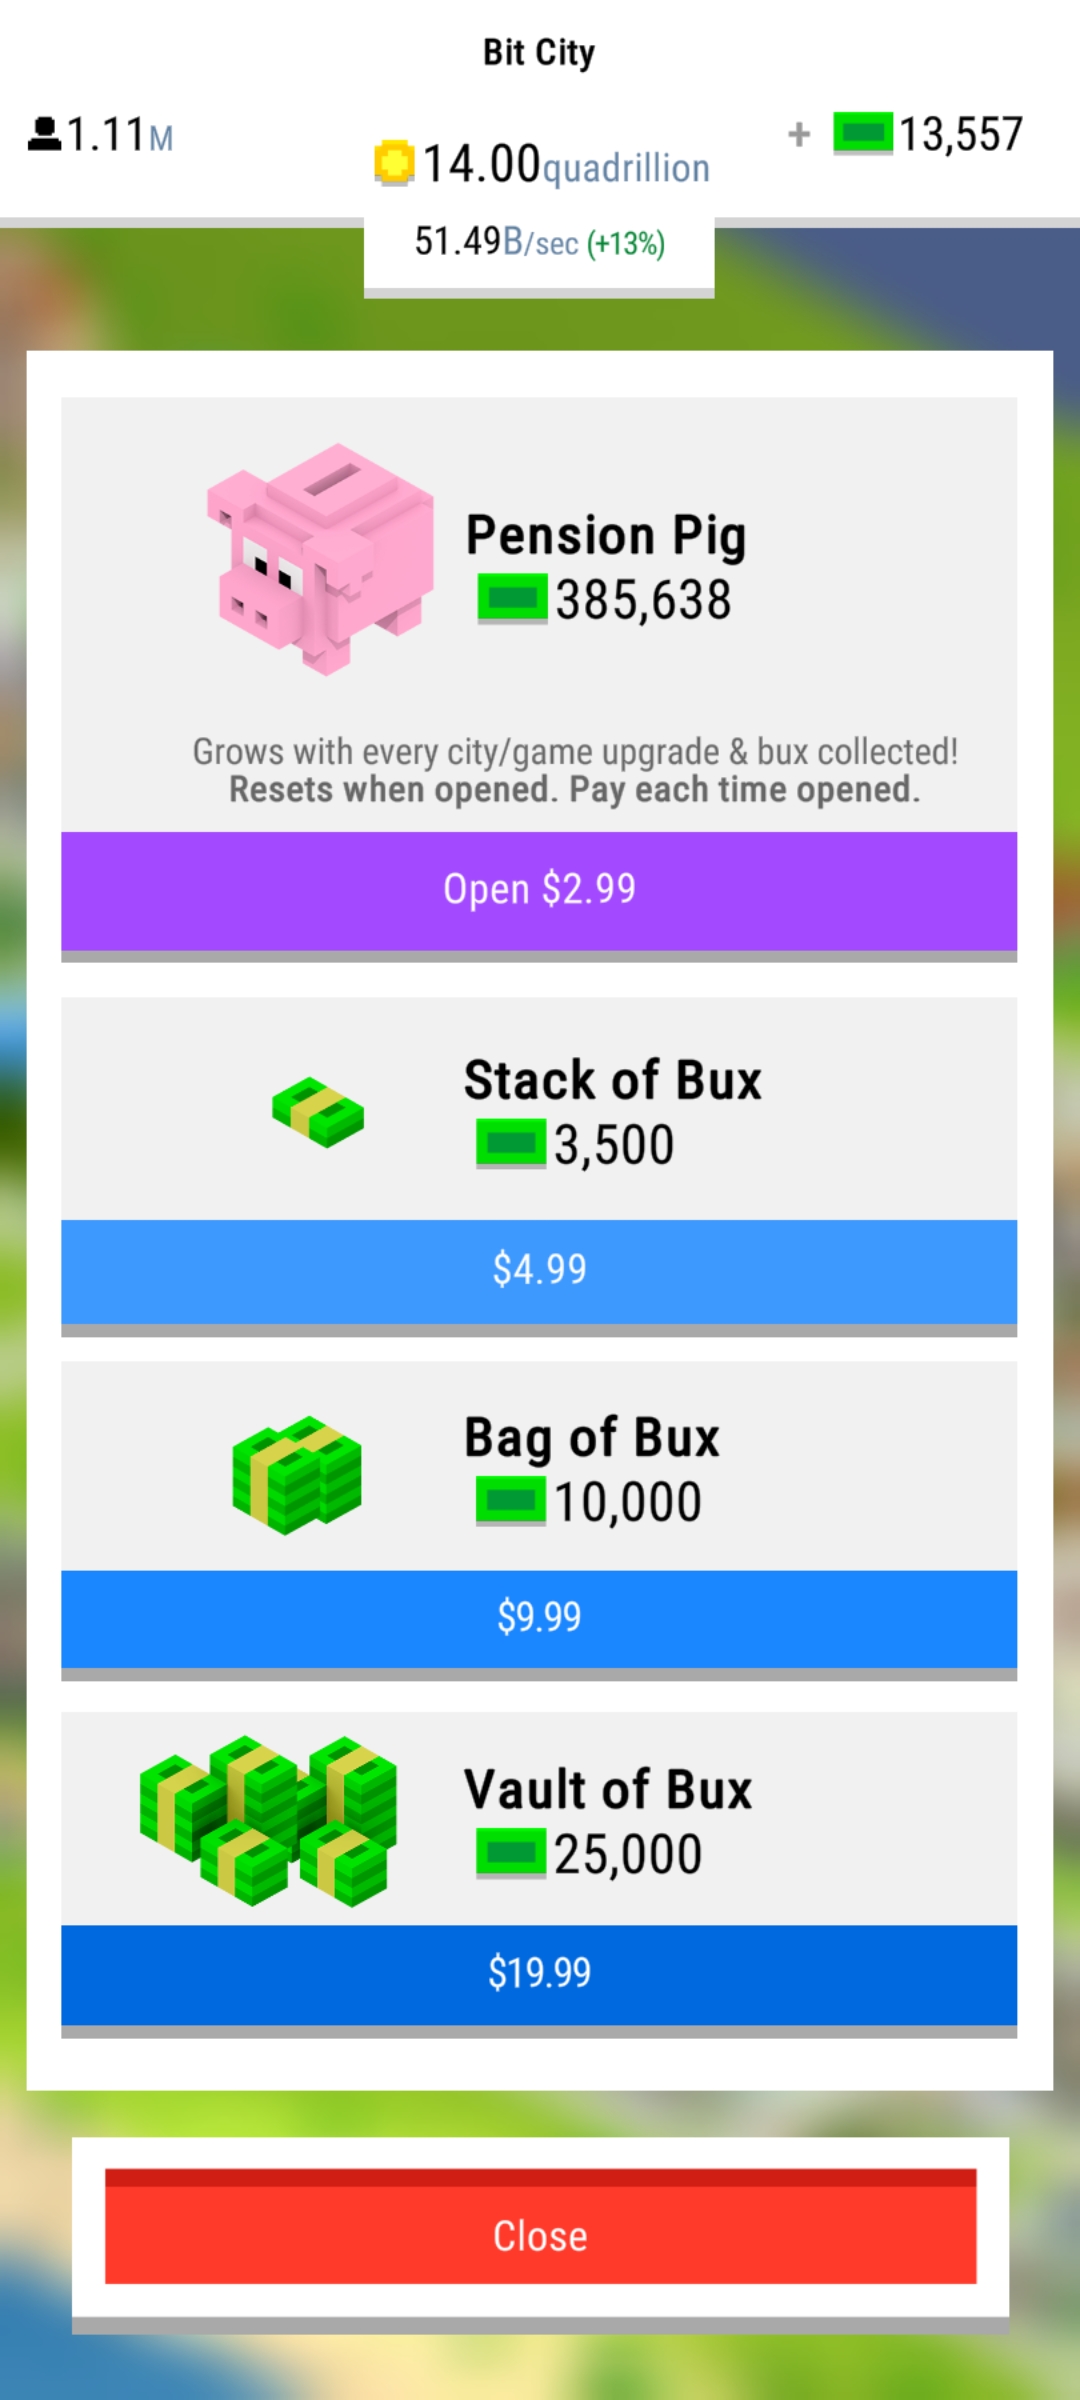 Bit City
1.11M
14.00quadrillion
+ 13,557
51.49B/sec (+13%)
Pension Pig
385,638
Grows with every city/game upgrade & bux collected!
Resets when opened. Pay each time opened.
Open $2.99
Stack of Bux
3,500
$4.99
Bag of Bux
10,000
$9.99
Vault of Bux
25,000
$19.99
Close